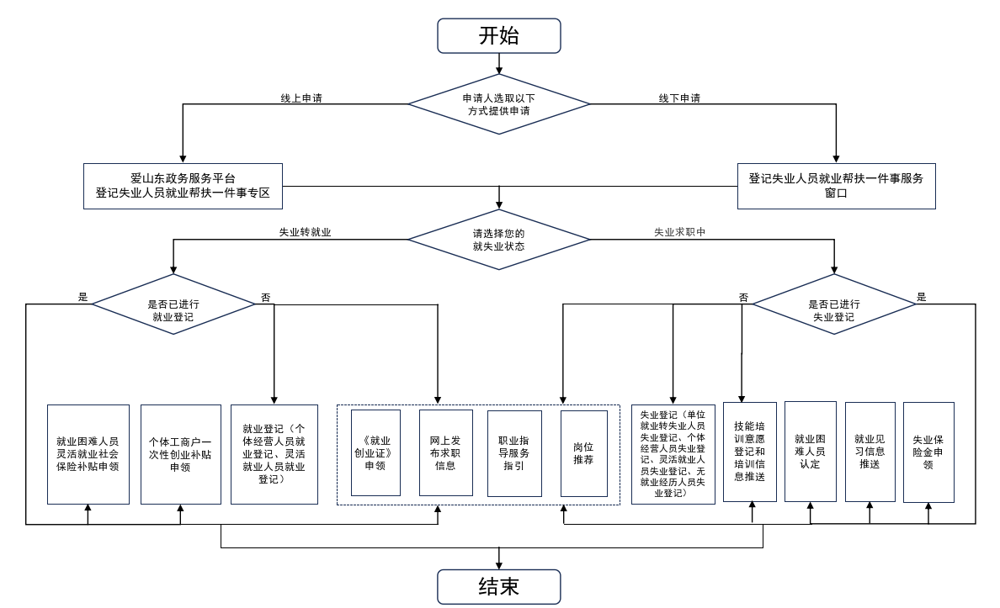 开始
申请人选取以下
方式提供申请
线上申请
线下申请
爱山东政务服务平台
登记失业人员就业帮扶一件事专区
登记失业人员就业帮扶一件事服务
窗口
请选择您的
就失业状态
失业转就业
失业求职中
是
是否已进行
就业登记
否
否
是否已进行
失业登记
是
就业困难人员
灵活就业社会
保险补贴申领
个体工商户一
次性创业补贴
申领
就业登记（个
体经营人员就
业登记、灵活
就业人员就业
登记）
《就业
创业证》
申领
网上发
布求职
信息
职业指
导服务
指引
岗位
推荐
失业登记（单位
就业转失业人员
失业登记、个体
经营人员失业登
记、灵活就业人
员失业登记、无
就业经历人员失
业登记）
技能培
训意愿
登记和
培训信
息推送
就业困
难人员
认定
就业见
习信息
推送
失业保
险金申
领
结束